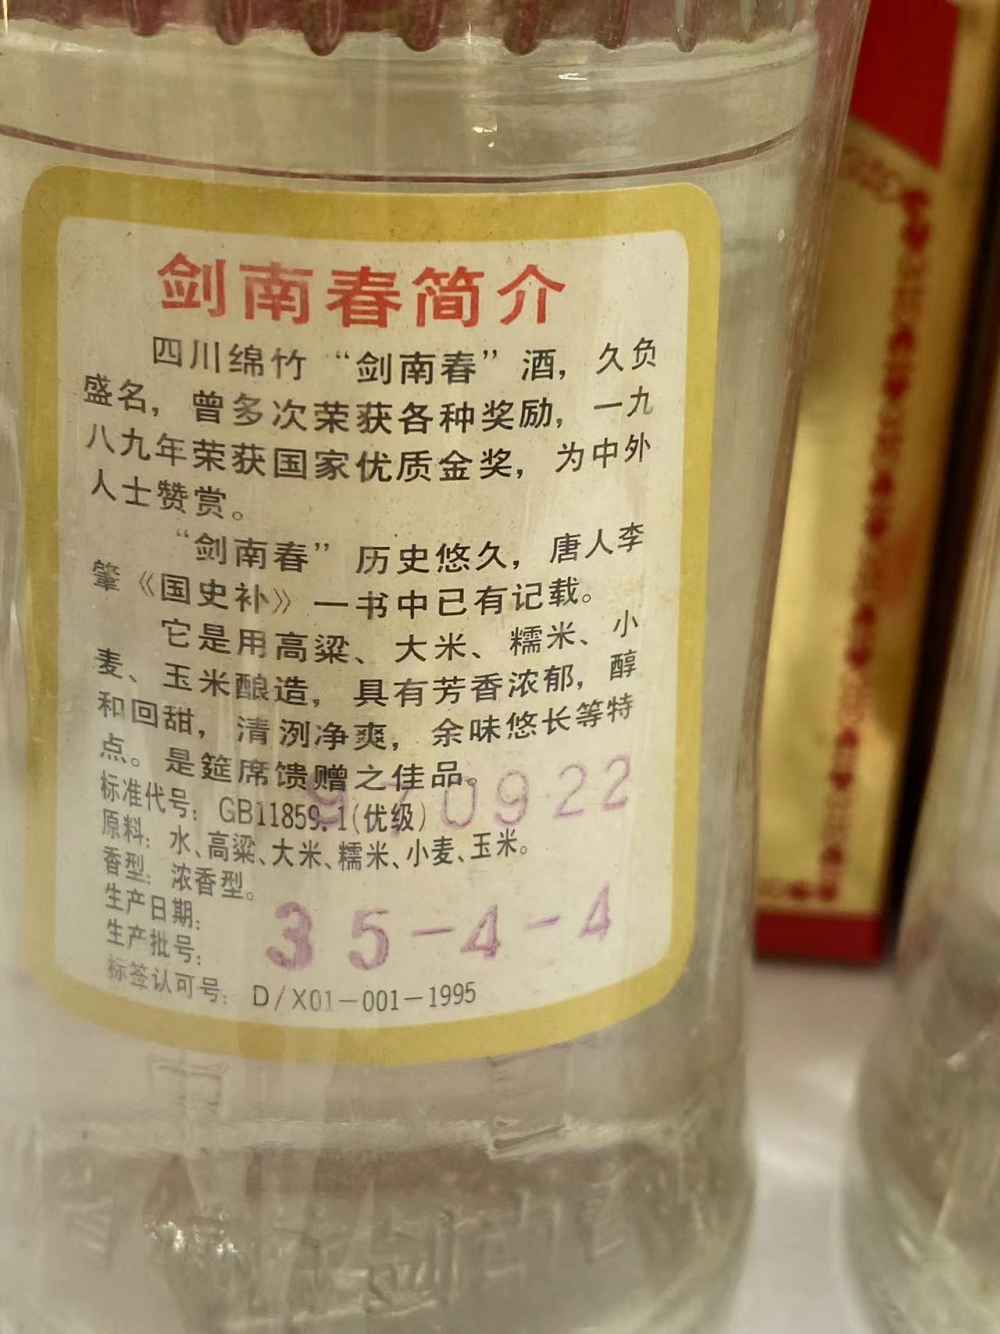 剑南春简介
四川绵竹“剑南春”酒，久负
盛名，曾多次荣获各种奖励，一九
八九年荣获国家优质金奖，为中外
人士赞赏。
“剑南春”历史悠久，唐人李
肇《国史补》一书中已有记载。
它是用高粱、大米、糯米、小
麦、玉米酿造，具有芳香浓郁，醇
和回甜，清洌净爽，余味悠长等特
点。是筵席馈赠之佳品。
标准代号：GB11859.1(优级)
原料：水、高粱、大米、糯米、小麦、玉米。
香型：浓香型。
生产日期：
0922
生产批号：
35-4-4
标签认可号：D/X01-001-1995